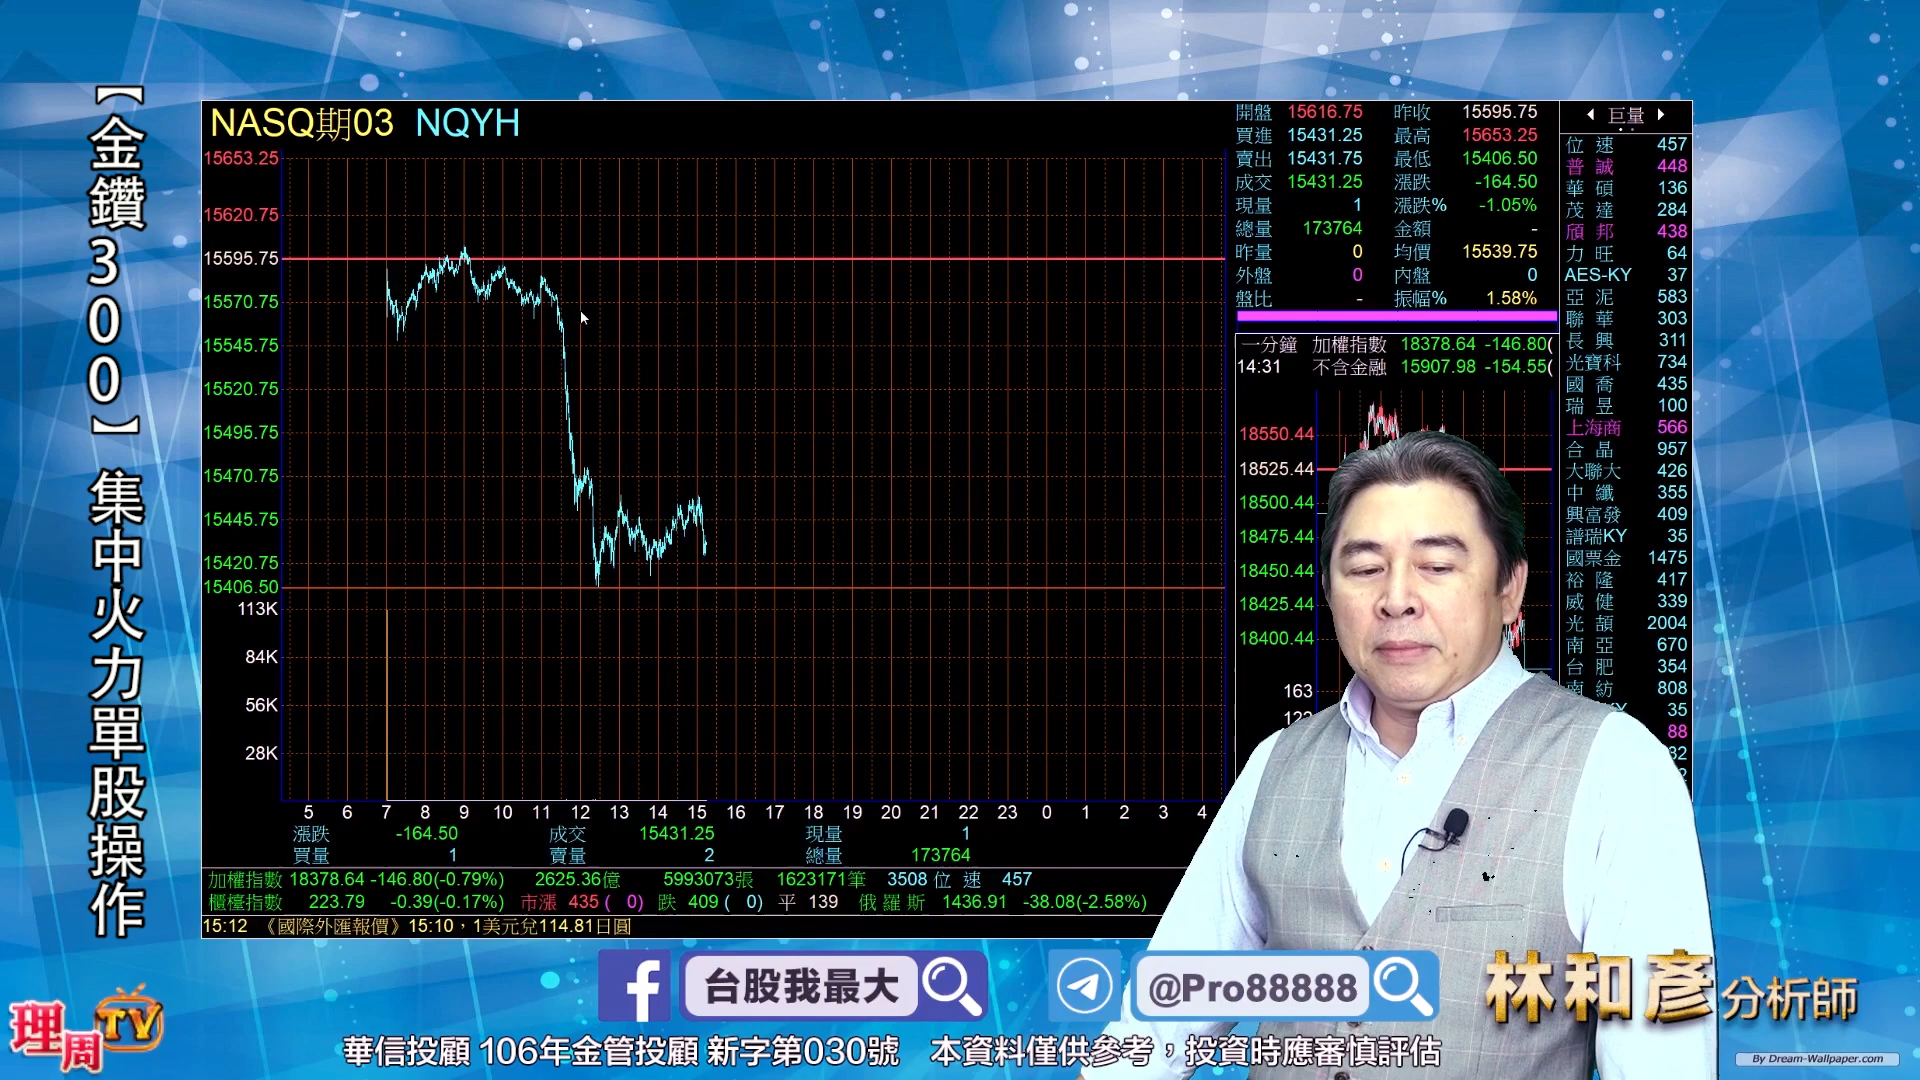 【金鑽300】集中火力單股操作
NASQ期03 NQYH
15653.25
15620.75
15595.75
15570.75
15545.75
15520.75
15495.75
15470.75
15445.75
15420.75
15406.50
113K
84K
56K
28K
5 6 7 8 9 10 11 12 13 14 15 16 17 18 19 20 21 22 23 0 1 2 3 4
漲跌 -164.50 成交 15431.25 現量 1
買量 1 賣量 2 總量 173764
開盤 15616.75 昨收 15595.75
買進 15431.25 最高 15653.25
賣出 15431.75 最低 15406.50
成交 15431.25 漲跌 -164.50
現量 1 漲跌% -1.05%
總量 173764 金額 -
昨量 0 均價 15539.75
外盤 0 內盤 0
盤比 - 振幅% 1.58%
一分鐘 加權指數 18378.64 -146.80(
14:31 不含金融 15907.98 -154.55(
18550.44
18525.44
18500.44
18475.44
18450.44
18425.44
18400.44
163
122
巨量
位速 457
普誠 448
華碩 136
茂達 284
頎邦 438
力旺 64
AES-KY 37
亞泥 583
聯華 303
長興 311
光寶科 734
國喬 435
瑞昱 100
上海商 566
合晶 957
大聯大 426
中纖 355
興富發 409
譜瑞KY 35
國票金 1475
裕隆 417
威健 339
光頡 2004
南亞 670
台肥 354
南紡 808
35
88
加權指數 18378.64 -146.80(-0.79%) 2625.36億 5993073張 1623171筆 3508 位速 457
櫃檯指數 223.79 -0.39(-0.17%) 市漲 435 ( 0) 跌 409 ( 0) 平 139 俄羅斯 1436.91 -38.08(-2.58%)
15:12 《國際外匯報價》15:10，1美元兌114.81日圓
f 台股我最大
@Pro88888
林和彥 分析師
理周TV
華信投顧 106年金管投顧 新字第030號 本資料僅供參考，投資時應審慎評估
By Dream-Wallpaper.com